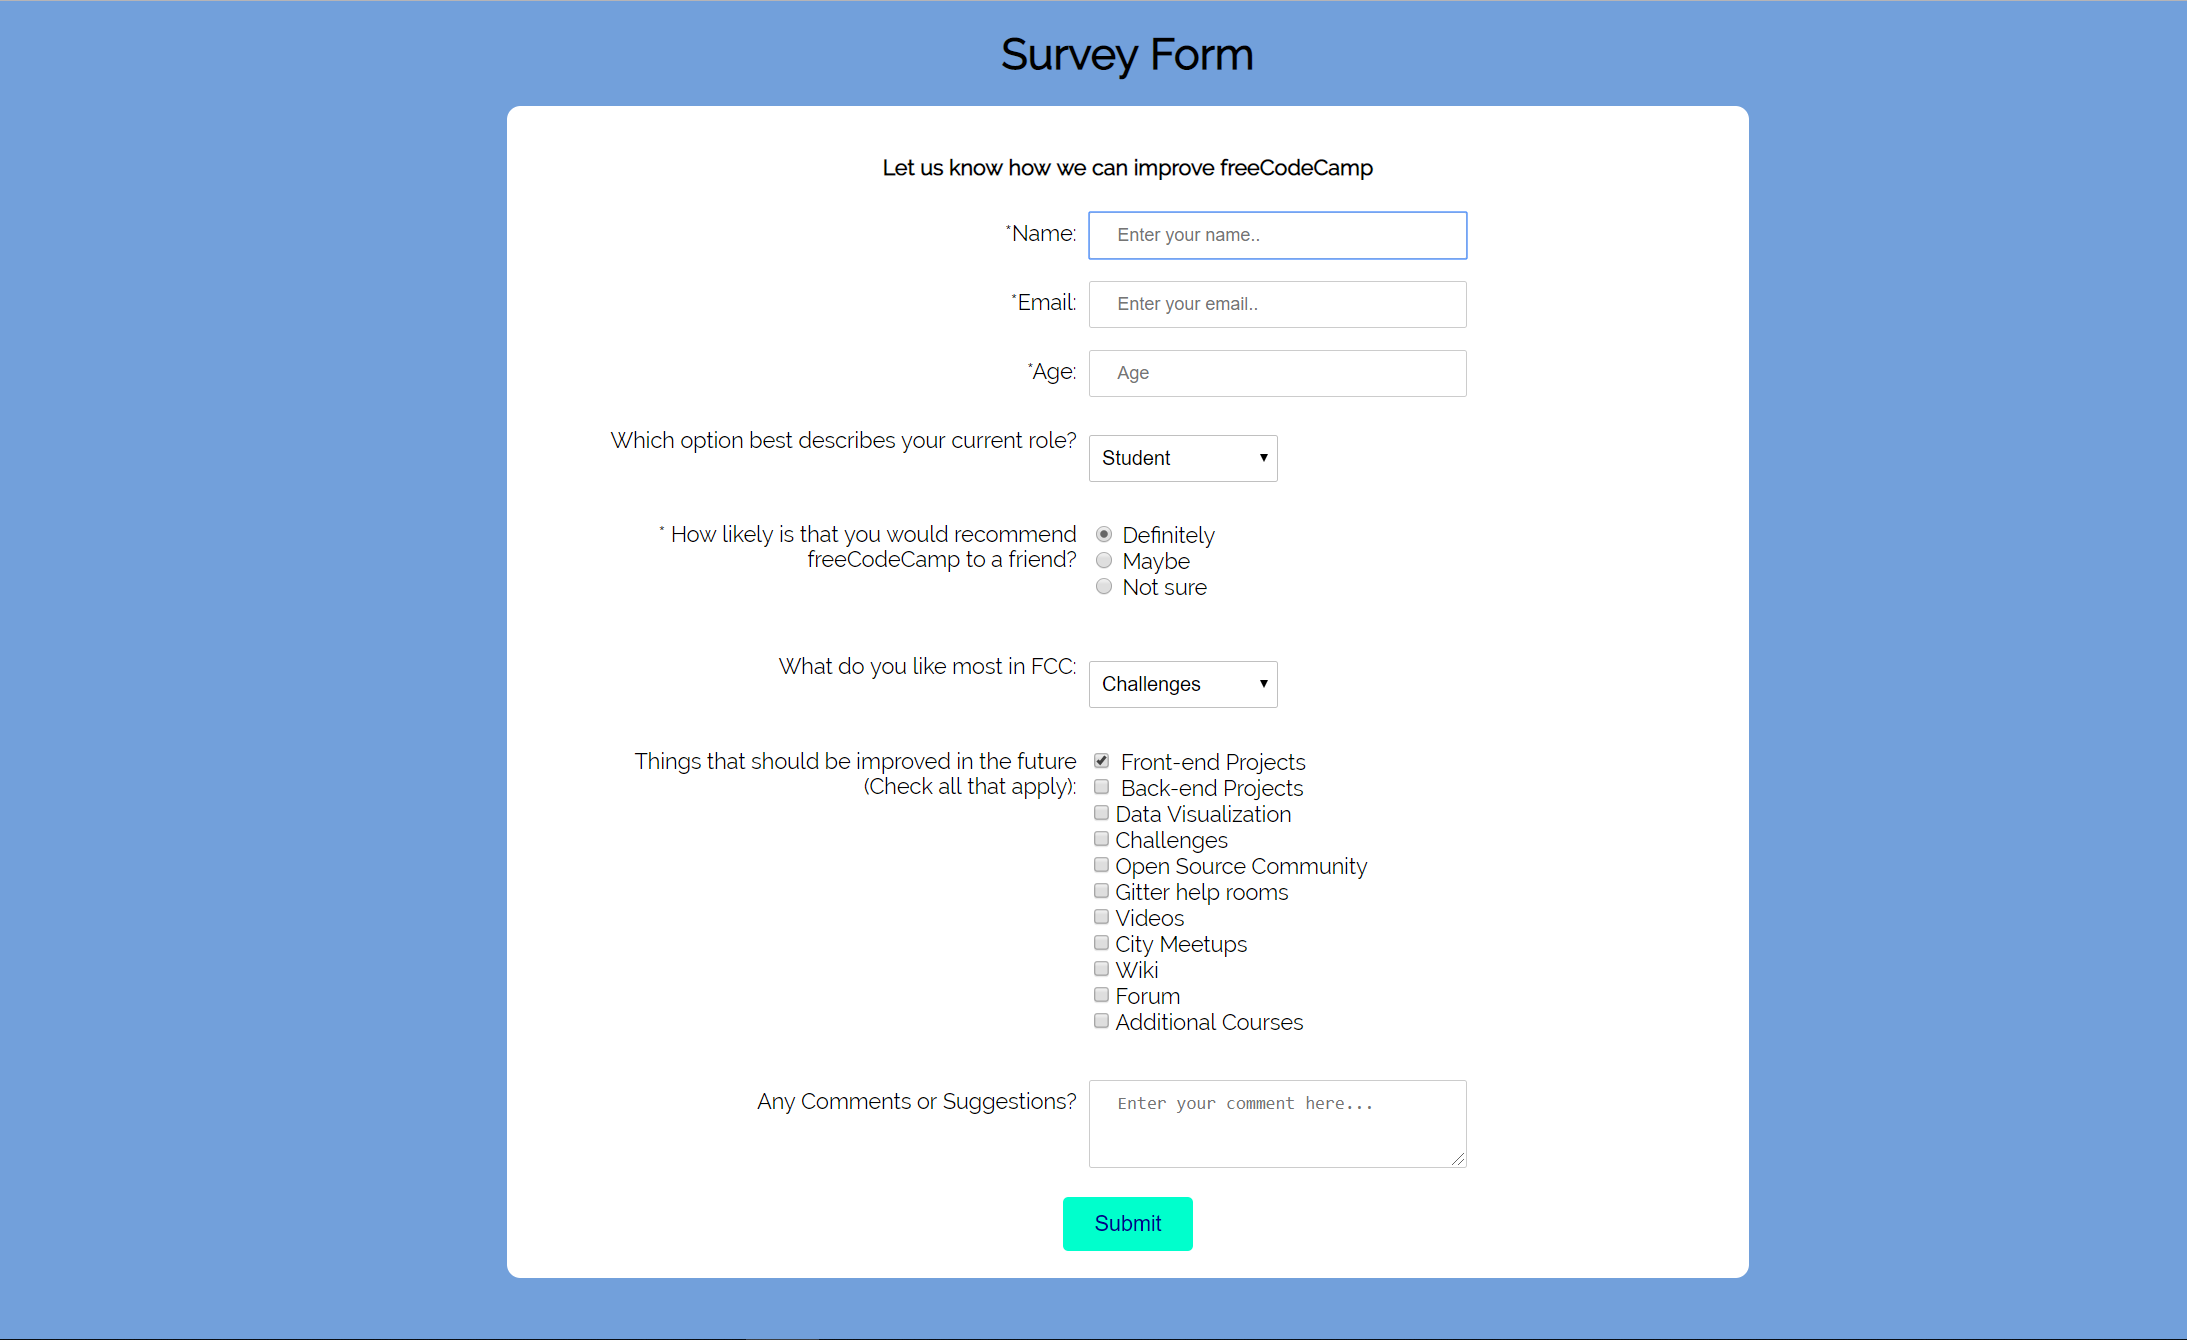 Survey Form
Let us know how we can improve freeCodeCamp
*Name: Enter your name..
*Email: Enter your email..
*Age: Age
Which option best describes your current role? Student
* How likely is that you would recommend freeCodeCamp to a friend?
Definitely
Maybe
Not sure
What do you like most in FCC: Challenges
Things that should be improved in the future
(Check all that apply):
Front-end Projects
Back-end Projects
Data Visualization
Challenges
Open Source Community
Gitter help rooms
Videos
City Meetups
Wiki
Forum
Additional Courses
Any Comments or Suggestions? Enter your comment here...
Submit